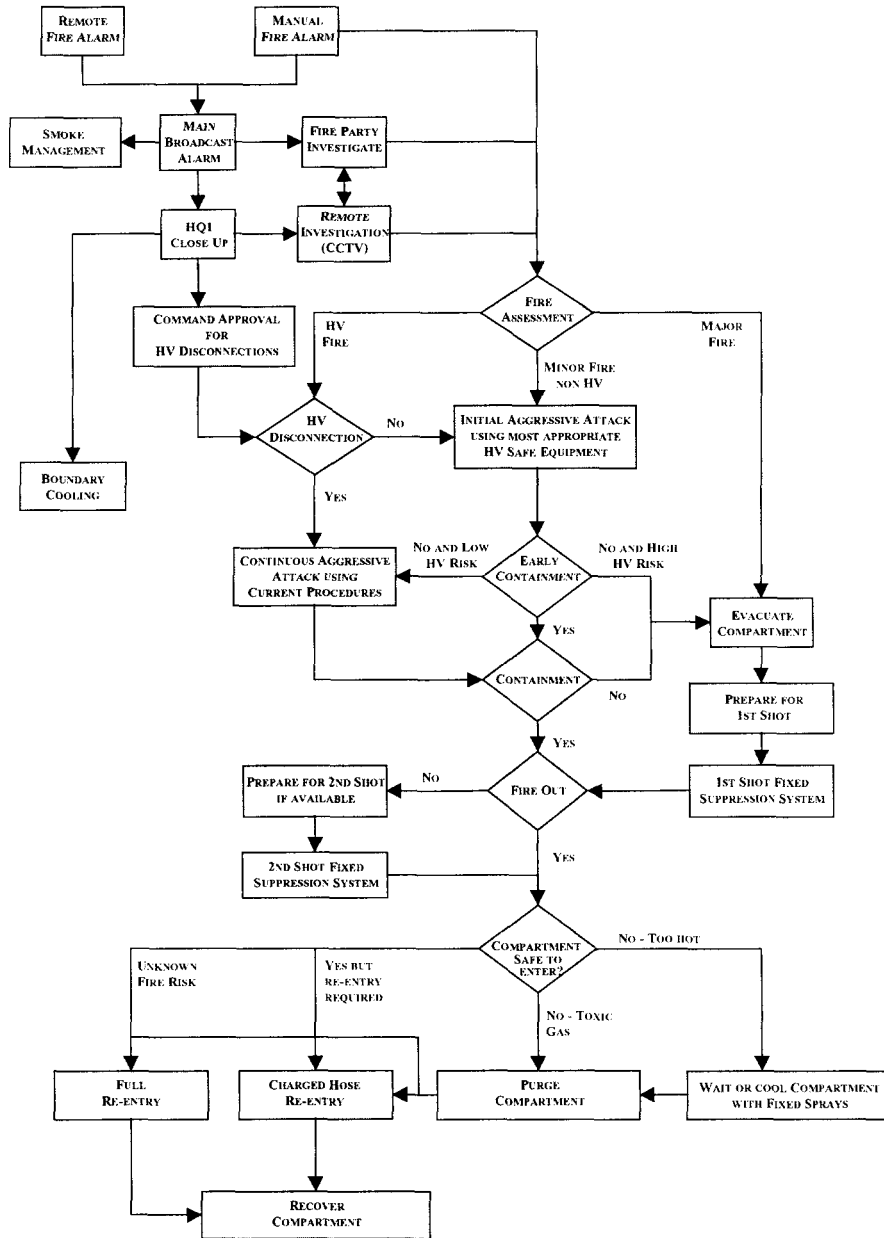 REMOTE
FIRE ALARM
MANUAL
FIRE ALARM
SMOKE
MANAGEMENT
MAIN
BROADCAST
ALARM
FIRE PARTY
INVESTIGATE
HQ1
CLOSE UP
REMOTE
INVESTIGATION
(CCTV)
COMMAND APPROVAL
FOR
HV DISCONNECTIONS
HV
FIRE
FIRE
ASSESSMENT
MAJOR
FIRE
MINOR FIRE
NON HV
HV
DISCONNECTION
NO
INITIAL AGGRESSIVE ATTACK
USING MOST APPROPRIATE
HV SAFE EQUIPMENT
BOUNDARY
COOLING
YES
CONTINUOUS AGGRESSIVE
ATTACK USING
CURRENT PROCEDURES
NO AND LOW
HV RISK
EARLY
CONTAINMENT
NO AND HIGH
HV RISK
EVACUATE
COMPARTMENT
YES
CONTAINMENT
NO
PREPARE FOR
1ST SHOT
YES
PREPARE FOR 2ND SHOT
IF AVAILABLE
NO
FIRE OUT
1ST SHOT FIXED
SUPPRESSION SYSTEM
2ND SHOT FIXED
SUPPRESSION SYSTEM
YES
COMPARTMENT
SAFE TO
ENTER?
NO - TOO HOT
UNKNOWN
FIRE RISK
YES BUT
RE-ENTRY
REQUIRED
NO - TOXIC
GAS
FULL
RE-ENTRY
CHARGED HOSE
RE-ENTRY
PURGE
COMPARTMENT
WAIT OR COOL COMPARTMENT
WITH FIXED SPRAYS
RECOVER
COMPARTMENT